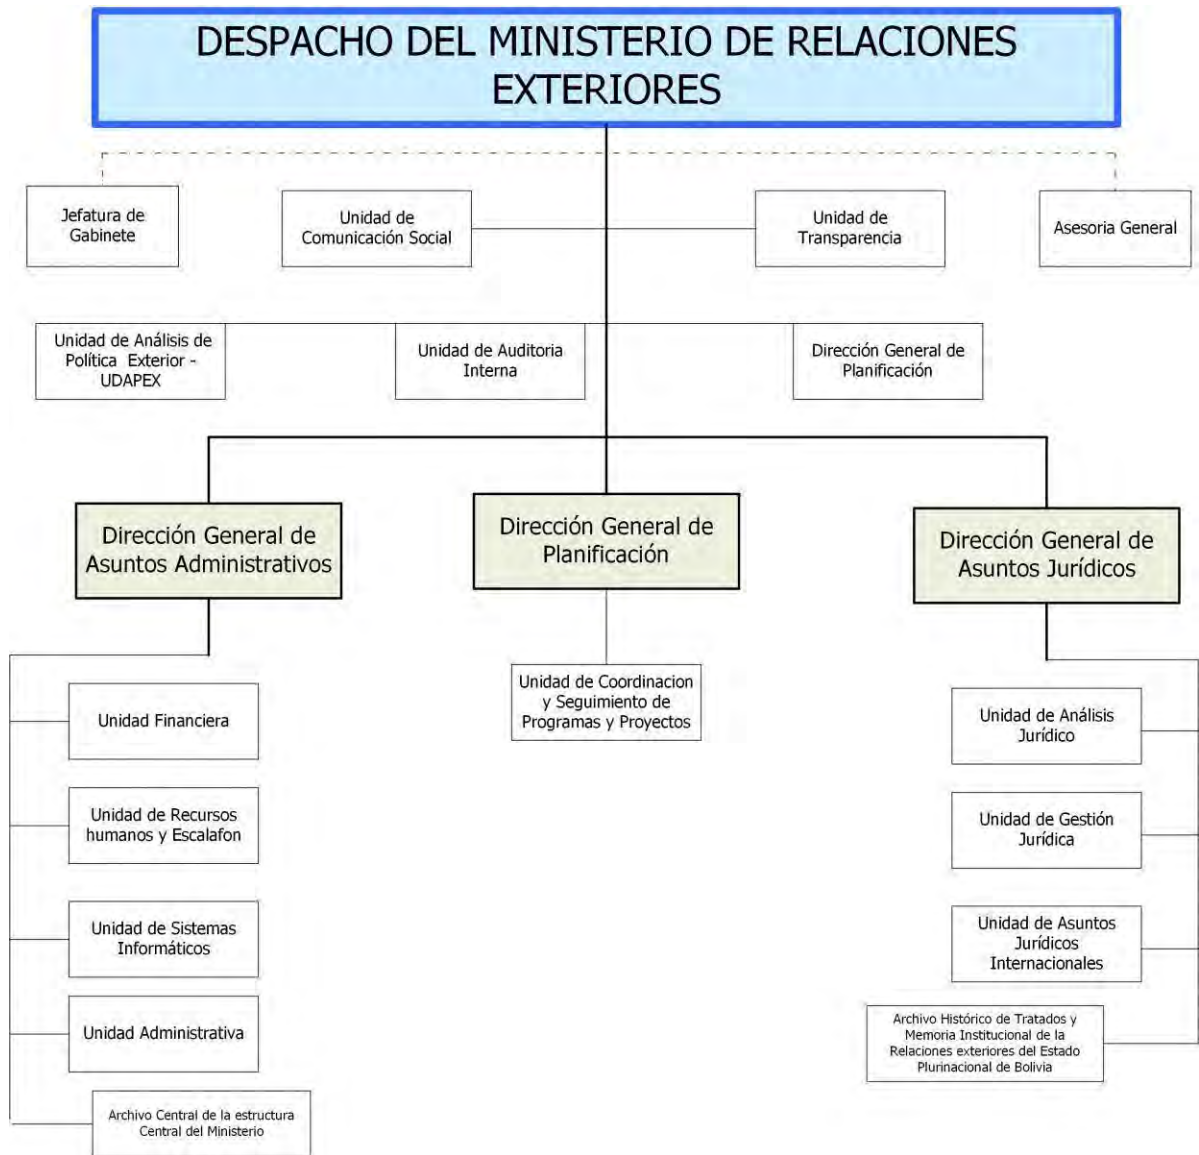 DESPACHO DEL MINISTERIO DE RELACIONES
EXTERIORES
Jefatura de
Gabinete
Unidad de
Comunicación Social
Unidad de
Transparencia
Asesoria General
Unidad de Análisis de
Política Exterior -
UDAPEX
Unidad de Auditoria
Interna
Dirección General de
Planificación
Dirección General de
Asuntos Administrativos
Dirección General de
Planificación
Dirección General de
Asuntos Jurídicos
Unidad Financiera
Unidad de Recursos
humanos y Escalafon
Unidad de Sistemas
Informáticos
Unidad Administrativa
Archivo Central de la estructura
Central del Ministerio
Unidad de Coordinacion
y Seguimiento de
Programas y Proyectos
Unidad de Análisis
Jurídico
Unidad de Gestión
Jurídica
Unidad de Asuntos
Jurídicos
Internacionales
Archivo Histórico de Tratados y
Memoria Institucional de la
Relaciones exteriores del Estado
Plurinacional de Bolivia